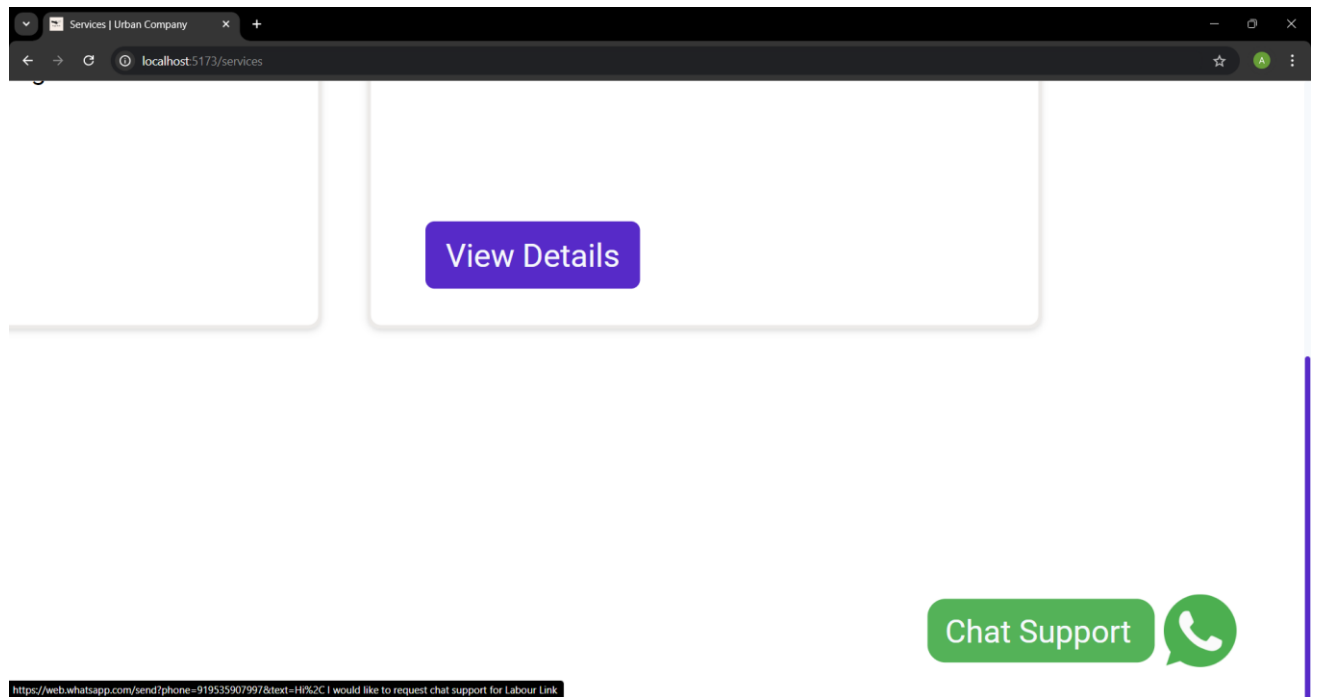 Services | Urban Company
localhost:5173/services
A
View Details
Chat Support
https://web.whatsapp.com/send?phone=919535907997&text=Hi%2C I would like to request chat support for Labour Link